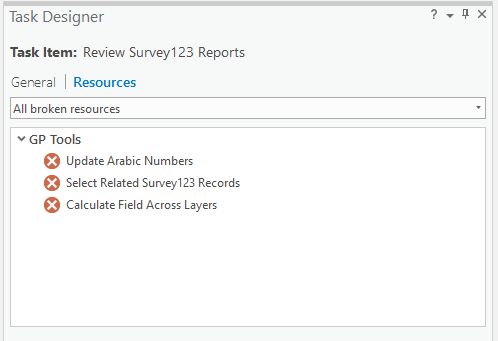 Task Designer
Task Item: Review Survey123 Reports
General | Resources
All broken resources
GP Tools
Update Arabic Numbers
Select Related Survey123 Records
Calculate Field Across Layers